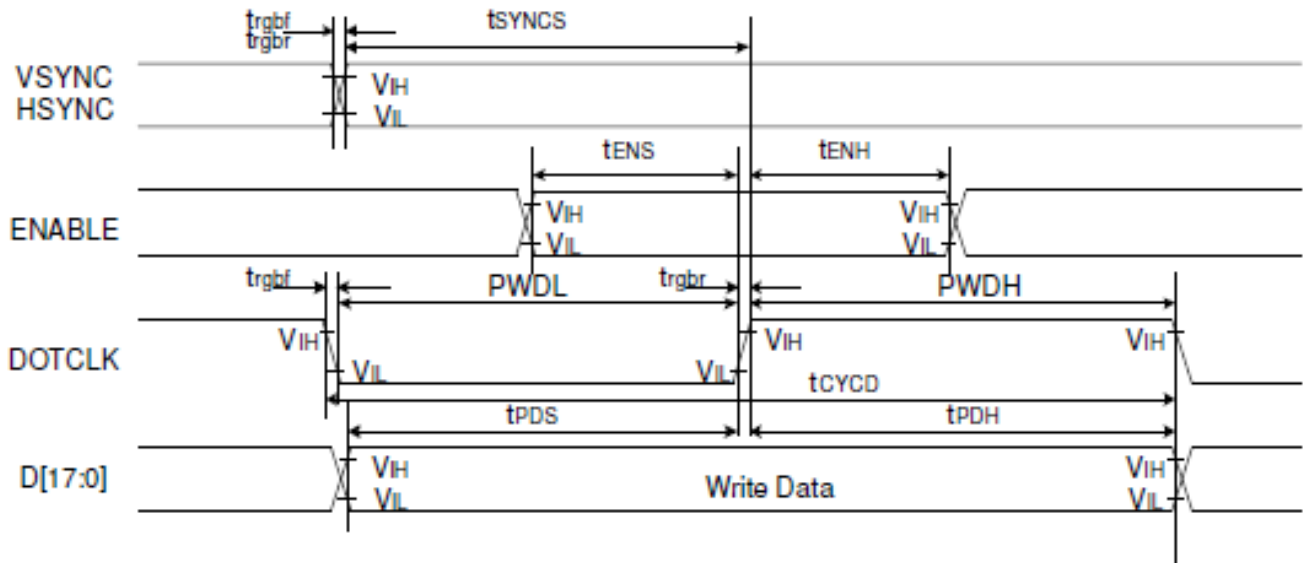 trgbf
trgbr
tSYNCS
VSYNC
HSYNC
VIH
VIL
tENS
tENH
ENABLE
VIH
VIL
VIH
VIL
trgbf
PWDL
trgbr
PWDH
DOTCLK
VIH
VIL
VIL
VIH
VIH
tCYCD
tPDS
tPDH
D[17:0]
VIH
VIL
Write Data
VIH
VIL